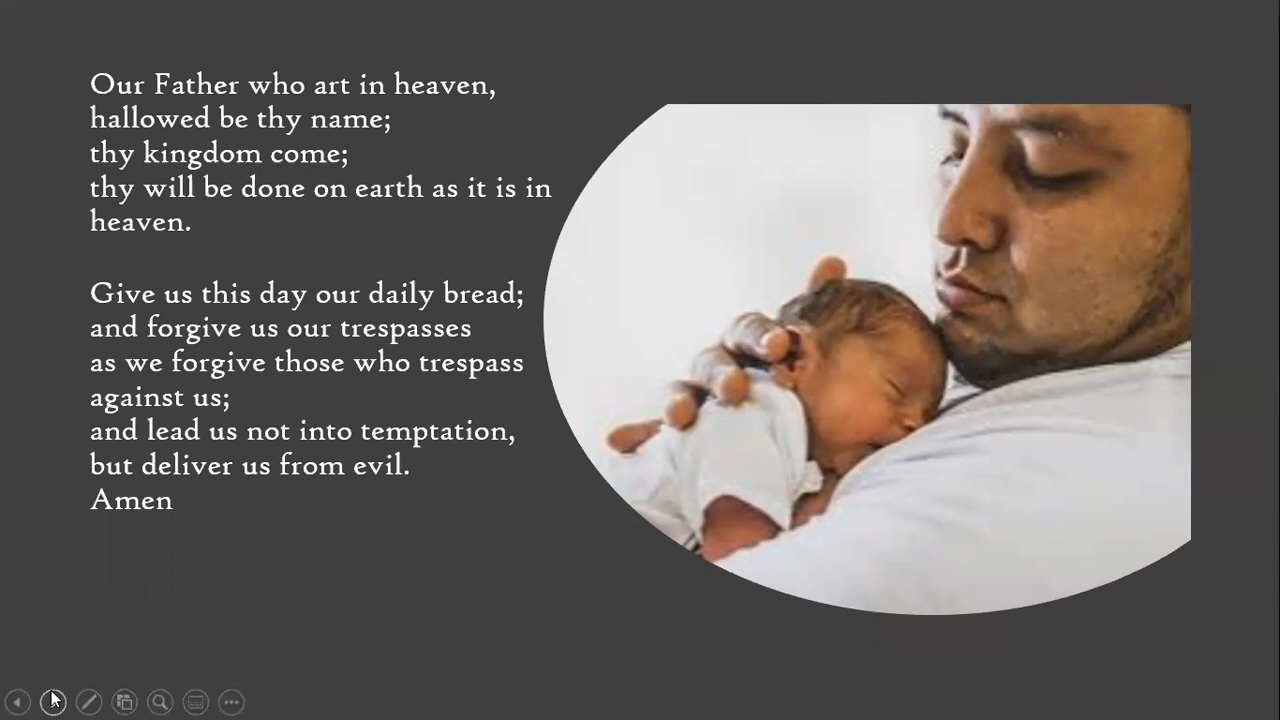 Our Father who art in heaven,
hallowed be thy name;
thy kingdom come;
thy will be done on earth as it is in
heaven.
Give us this day our daily bread;
and forgive us our trespasses
as we forgive those who trespass
against us;
and lead us not into temptation,
but deliver us from evil.
Amen